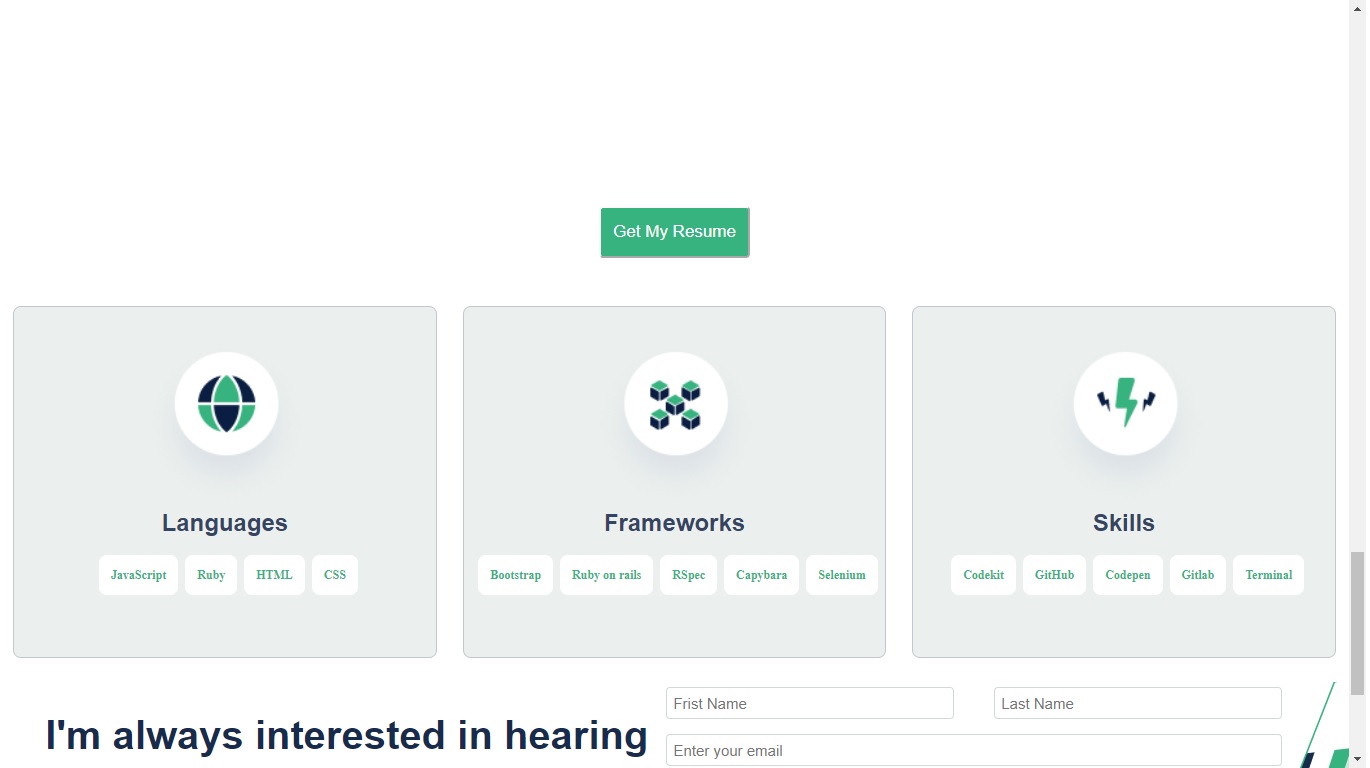 Get My Resume
Languages
JavaScript Ruby HTML CSS
Frameworks
Bootstrap Ruby on rails RSpec Capybara Selenium
Skills
Codekit GitHub Codepen Gitlab Terminal
I'm always interested in hearing
Frist Name Last Name
Enter your email